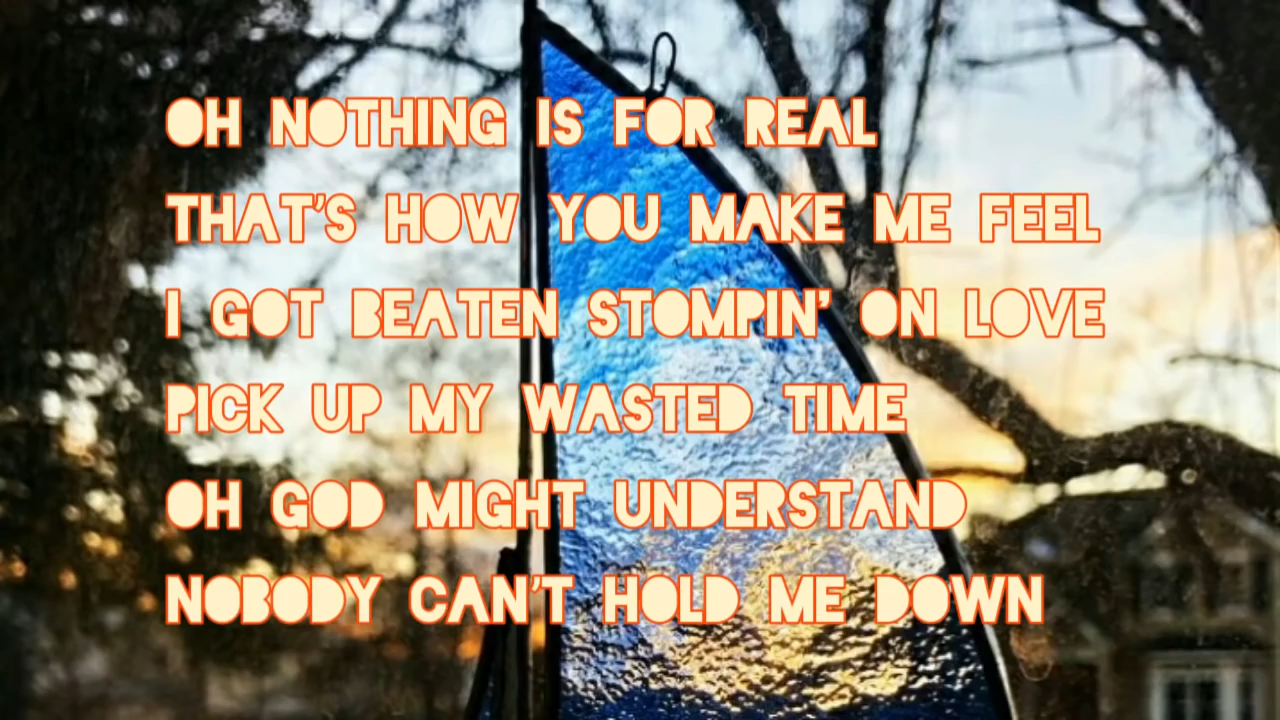 OH NOTHING IS FOR REAL
THAT'S HOW YOU MAKE ME FEEL
I GOT BEATEN STOMPIN' ON LOVE
PICK UP MY WASTED TIME
OH GOD MIGHT UNDERSTAND
NOBODY CAN'T HOLD ME DOWN